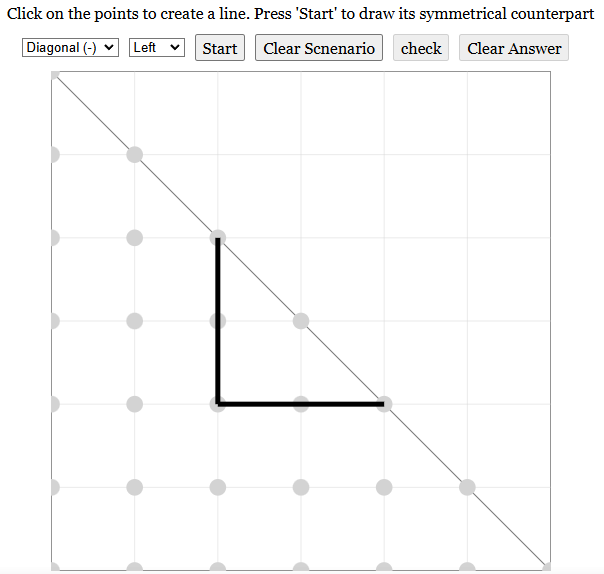 Click on the points to create a line. Press 'Start' to draw its symmetrical counterpart
Diagonal (-) Left Start Clear Scnenario check Clear Answer